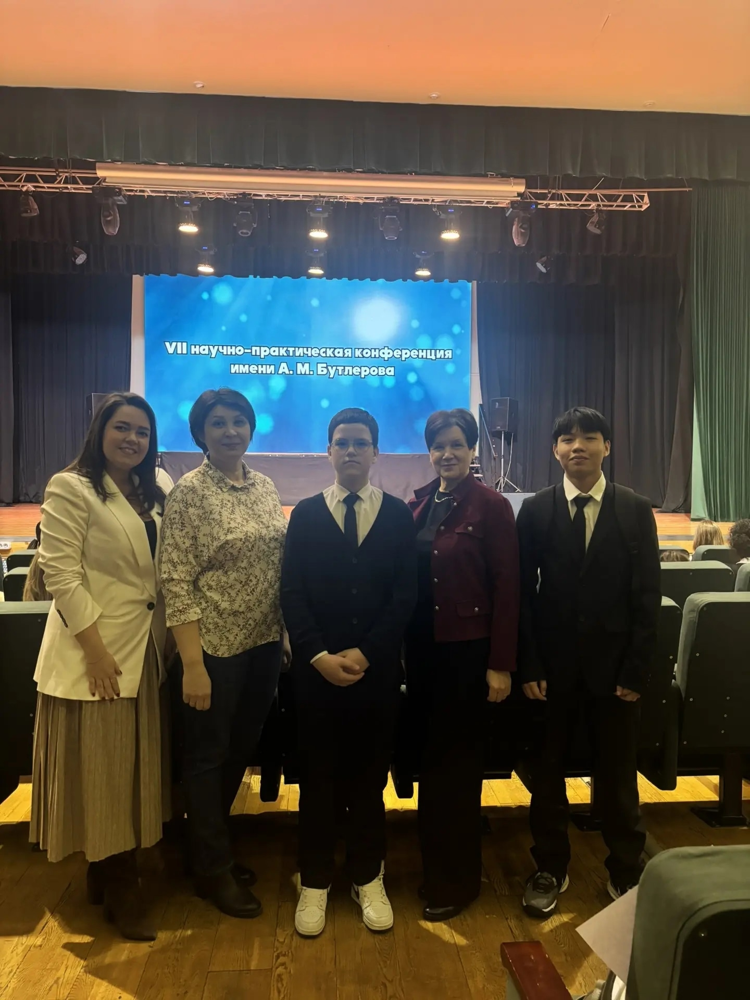 VII научно-практическая конференция
имени А. М. Бутлерова